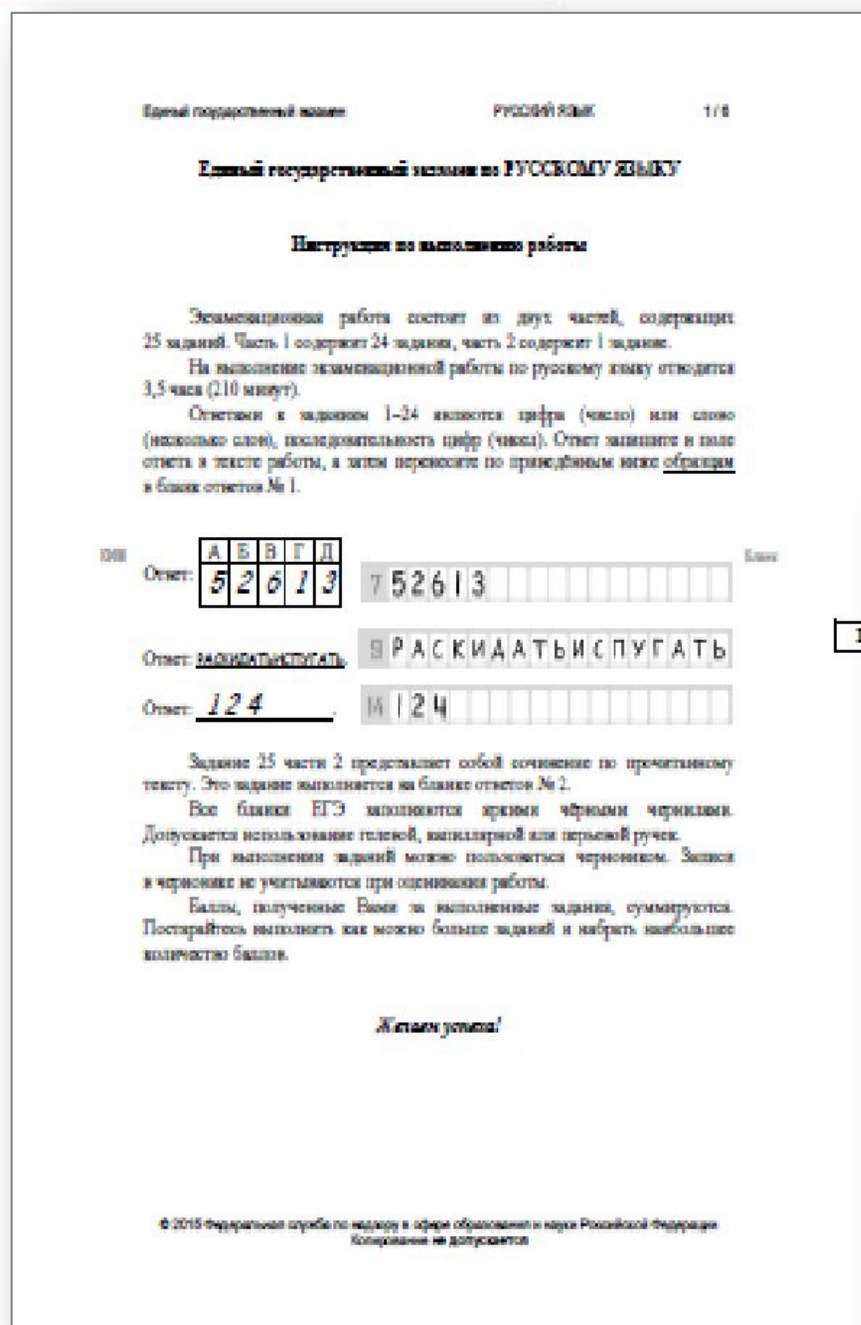 Единый государственный экзамен РУССКИЙ ЯЗЫК 1 / 6
Единый государственный экзамен по РУССКОМУ ЯЗЫКУ
Инструкция по выполнению работы
Экзаменационная работа состоит из двух частей, содержащих
25 заданий. Часть 1 содержит 24 задания, часть 2 содержит 1 задание.
На выполнение экзаменационной работы по русскому языку отводится
3,5 часа (210 минут).
Ответами к заданиям 1–24 являются цифра (число) или слово
(несколько слов), последовательность цифр (чисел). Ответ запишите в поле
ответа в тексте работы, а затем перенесите по приведённым ниже образцам
в бланк ответов № 1.
КИМ
Бланк
А Б В Г Д
Ответ: 5 2 6 1 3 7 52613
Ответ: РАСКИДАТЬИСПУГАТЬ. 9 РАСКИДАТЬИСПУГАТЬ
Ответ: 124. 14 124
Задание 25 части 2 представляет собой сочинение по прочитанному
тексту. Это задание выполняется на бланке ответов № 2.
Все бланки ЕГЭ заполняются яркими чёрными чернилами.
Допускается использование гелевой, капиллярной или перьевой ручек.
При выполнении заданий можно пользоваться черновиком. Записи
в черновике не учитываются при оценивании работы.
Баллы, полученные Вами за выполненные задания, суммируются.
Постарайтесь выполнить как можно больше заданий и набрать наибольшее
количество баллов.
Желаем успеха!
© 2015 Федеральная служба по надзору в сфере образования и науки Российской Федерации
Копирование не допускается